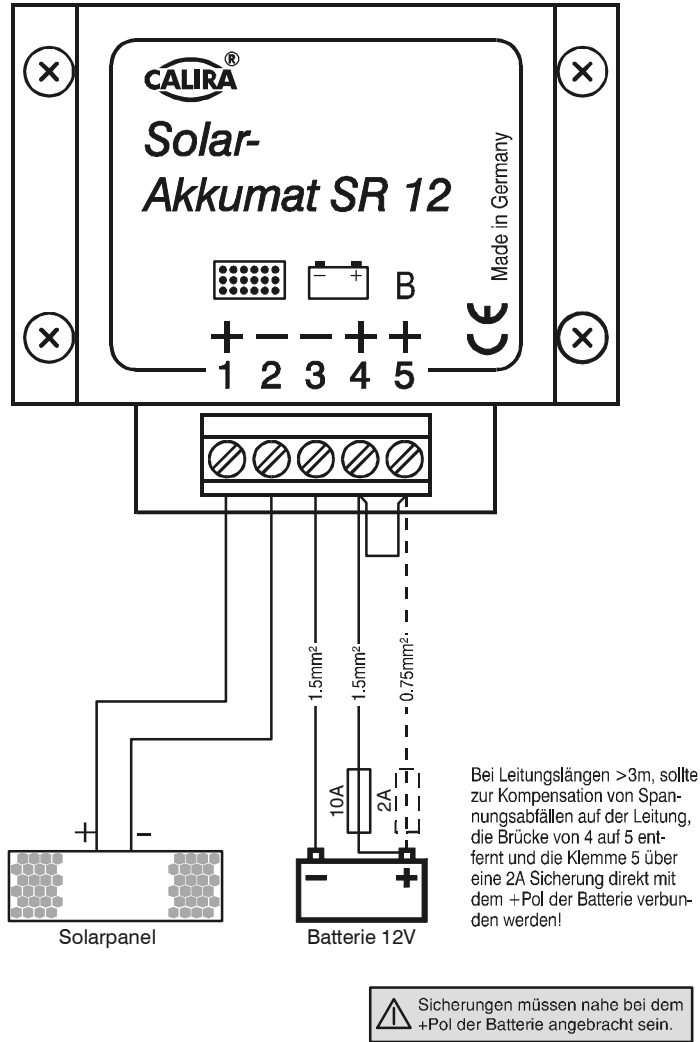 CALIRA®
Solar-
Akkumat SR 12
Made in Germany
- +
B
CE
+ - - + +
1 2 3 4 5
1.5mm²
1.5mm²
0.75mm²
10A
2A
+ -
- +
Solarpanel
Batterie 12V
Bei Leitungslängen >3m, sollte
zur Kompensation von Span-
nungsabfällen auf der Leitung,
die Brücke von 4 auf 5 ent-
fernt und die Klemme 5 über
eine 2A Sicherung direkt mit
dem +Pol der Batterie verbun-
den werden!
Sicherungen müssen nahe bei dem
+Pol der Batterie angebracht sein.